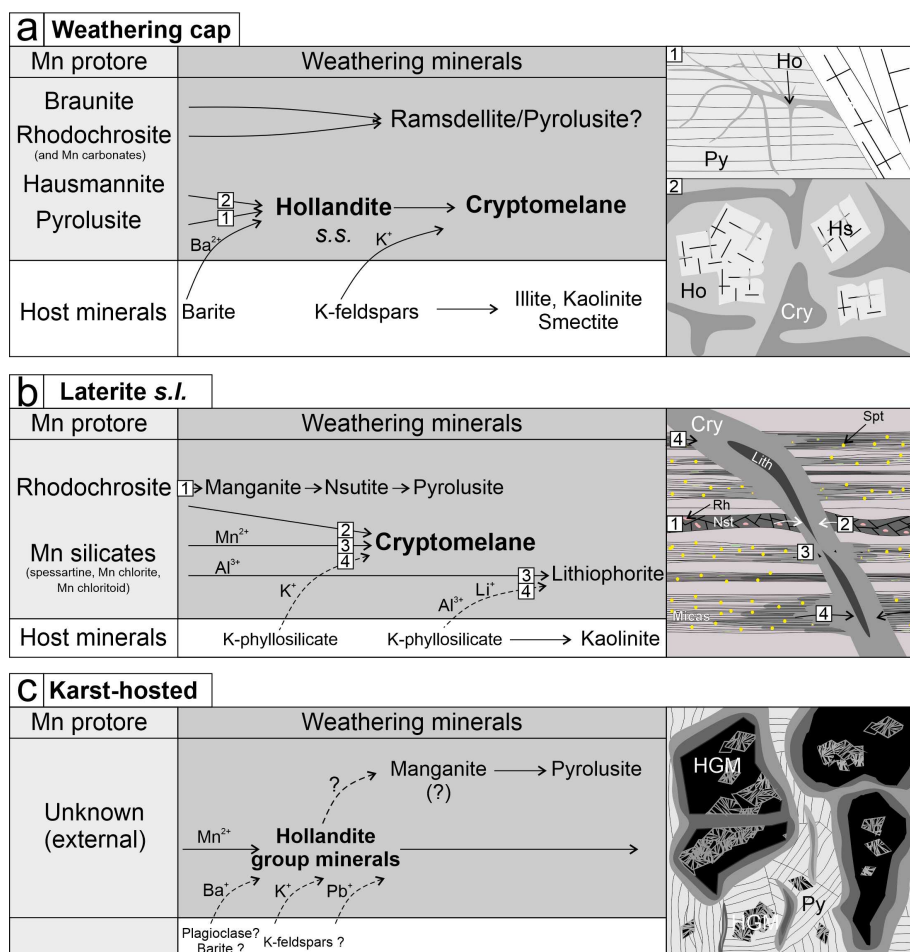 a Weathering cap
Mn protore
Weathering minerals
Braunite
Rhodochrosite
(and Mn carbonates)
Hausmannite
Pyrolusite
Ramsdellite/Pyrolusite?
2
1
Hollandite
s.s.
Cryptomelane
Ba2+
K+
Host minerals
Barite
K-feldspars
Illite, Kaolinite
Smectite
1
Ho
Py
2
Hs
Ho
Cry
b Laterite s.l.
Mn protore
Weathering minerals
Rhodochrosite
1
Manganite
Nsutite
Pyrolusite
Mn silicates
(spessartine, Mn chlorite,
Mn chloritoid)
Mn2+
2
3
4
Cryptomelane
Al3+
3
4
Lithiophorite
K+
Al3+
Li+
Host minerals
K-phyllosilicate
K-phyllosilicate
Kaolinite
Cry
Spt
4
Lith
Rh
1
Nst
2
3
Micas
4
c Karst-hosted
Mn protore
Weathering minerals
Unknown
(external)
?
Manganite
(?)
Pyrolusite
Mn2+
Hollandite
group minerals
Ba+
K+
Pb+
Plagioclase?
Barite ?
K-feldspars ?
HGM
Py
HGM